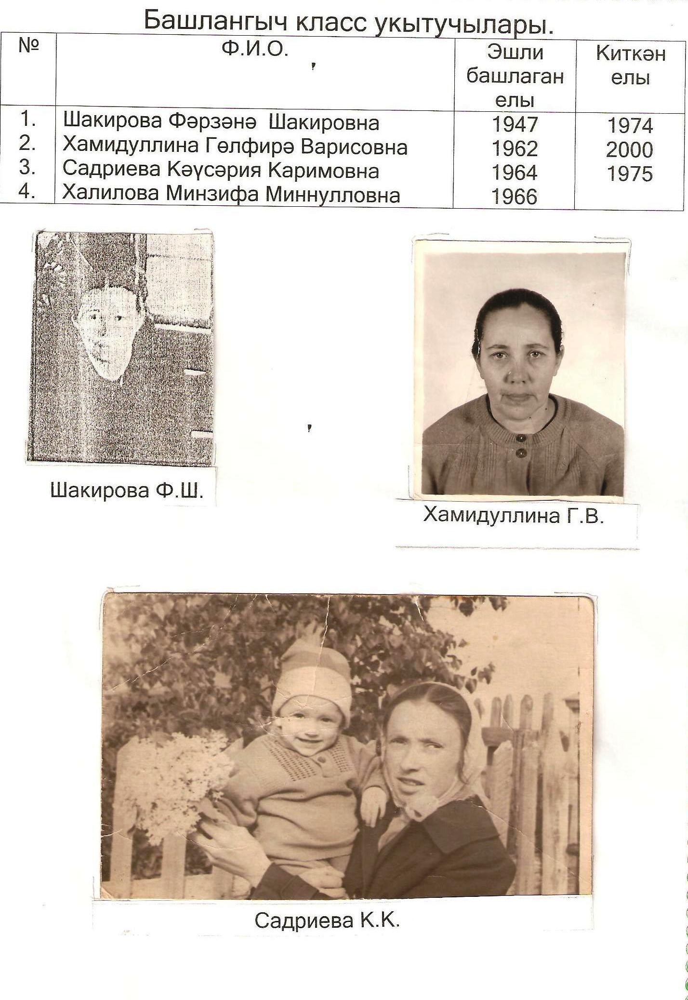 Башлангыч класс укытучылары.
№ Ф.И.О. Эшли башлаган елы Киткән елы
1. Шакирова Фәрзәнә Шакировна 1947 1974
2. Хамидуллина Гөлфирә Варисовна 1962 2000
3. Садриева Кәүсәрия Каримовна 1964 1975
4. Халилова Минзифа Миннулловна 1966
Шакирова Ф.Ш.
Хамидуллина Г.В.
Садриева К.К.